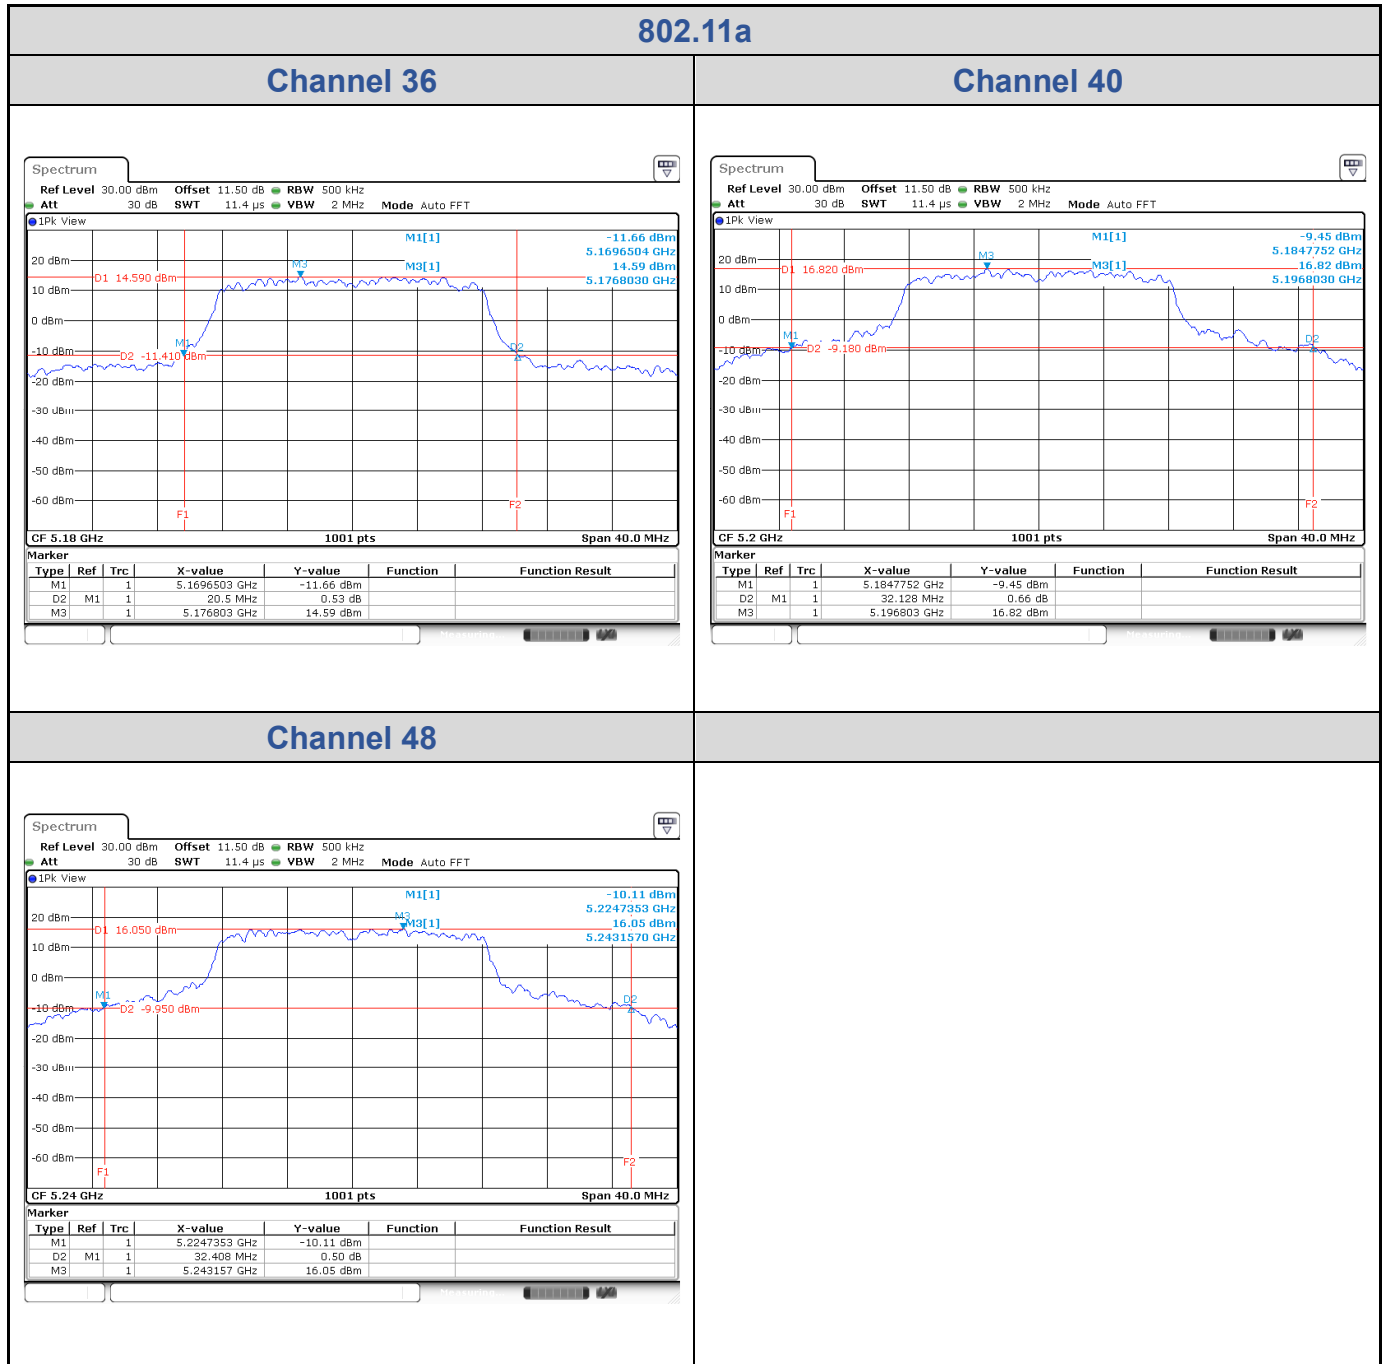 802.11a
Channel 36
Channel 40
Spectrum
Ref Level 30.00 dBm Offset 11.50 dB RBW 500 kHz
Att 30 dB SWT 11.4 µs VBW 2 MHz Mode Auto FFT
1Pk View
M1[1] -11.66 dBm
5.1696504 GHz
M3[1] 14.59 dBm
5.1768030 GHz
20 dBm
M3
D1 14.590 dBm
10 dBm
0 dBm
M1
D2
-10 dBm
D2 -11.410 dBm
-20 dBm
-30 dBm
-40 dBm
-50 dBm
-60 dBm
F1
F2
CF 5.18 GHz 1001 pts Span 40.0 MHz
Marker
Type Ref Trc X-value Y-value Function Function Result
M1 1 5.1696503 GHz -11.66 dBm
D2 M1 1 20.5 MHz 0.53 dB
M3 1 5.176803 GHz 14.59 dBm
Measuring...
Spectrum
Ref Level 30.00 dBm Offset 11.50 dB RBW 500 kHz
Att 30 dB SWT 11.4 µs VBW 2 MHz Mode Auto FFT
1Pk View
M1[1] -9.45 dBm
5.1847752 GHz
M3[1] 16.82 dBm
5.1968030 GHz
20 dBm
M3
D1 16.820 dBm
10 dBm
0 dBm
M1
D2
-10 dBm
D2 -9.180 dBm
-20 dBm
-30 dBm
-40 dBm
-50 dBm
-60 dBm
F1
F2
CF 5.2 GHz 1001 pts Span 40.0 MHz
Marker
Type Ref Trc X-value Y-value Function Function Result
M1 1 5.1847752 GHz -9.45 dBm
D2 M1 1 32.128 MHz 0.66 dB
M3 1 5.196803 GHz 16.82 dBm
Measuring...
Channel 48
Spectrum
Ref Level 30.00 dBm Offset 11.50 dB RBW 500 kHz
Att 30 dB SWT 11.4 µs VBW 2 MHz Mode Auto FFT
1Pk View
M1[1] -10.11 dBm
5.2247353 GHz
M3[1] 16.05 dBm
5.2431570 GHz
20 dBm
M3
D1 16.050 dBm
10 dBm
0 dBm
M1
D2
-10 dBm
D2 -9.950 dBm
-20 dBm
-30 dBm
-40 dBm
-50 dBm
-60 dBm
F1
F2
CF 5.24 GHz 1001 pts Span 40.0 MHz
Marker
Type Ref Trc X-value Y-value Function Function Result
M1 1 5.2247353 GHz -10.11 dBm
D2 M1 1 32.408 MHz 0.50 dB
M3 1 5.243157 GHz 16.05 dBm
Measuring...